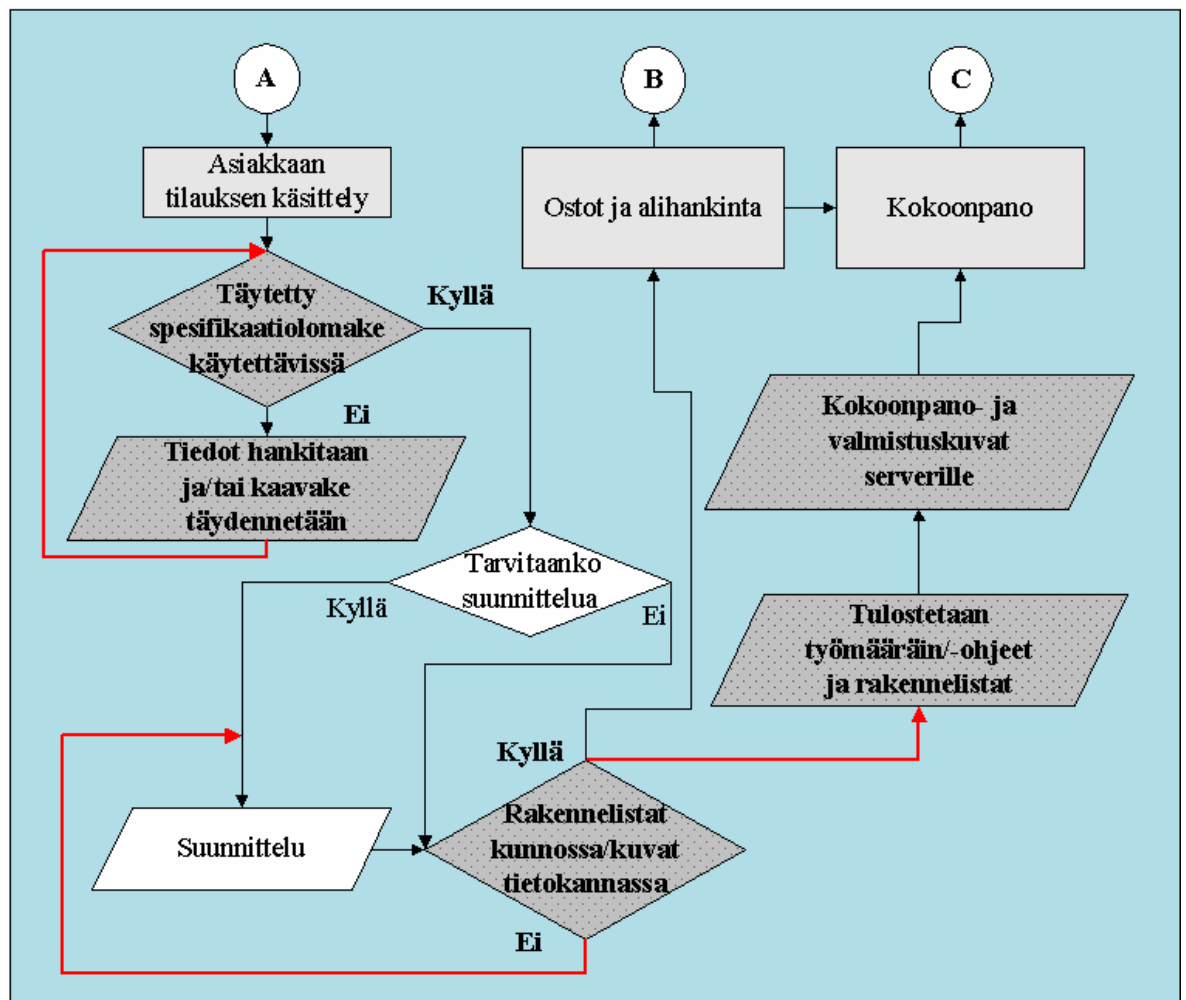 A
B
C
Asiakkaan
tilauksen käsittely
Ostot ja alihankinta
Kokoonpano
Täytetty
spesifikaatiolomake
käytettävissä
Kyllä
Ei
Tiedot hankitaan
ja/tai kaavake
täydennetään
Kokoonpano- ja
valmistuskuvat
serverille
Tarvitaanko
suunnittelua
Kyllä
Ei
Tulostetaan
työmääräin/-ohjeet
ja rakennelistat
Kyllä
Suunnittelu
Rakennelistat
kunnossa/kuvat
tietokannassa
Ei